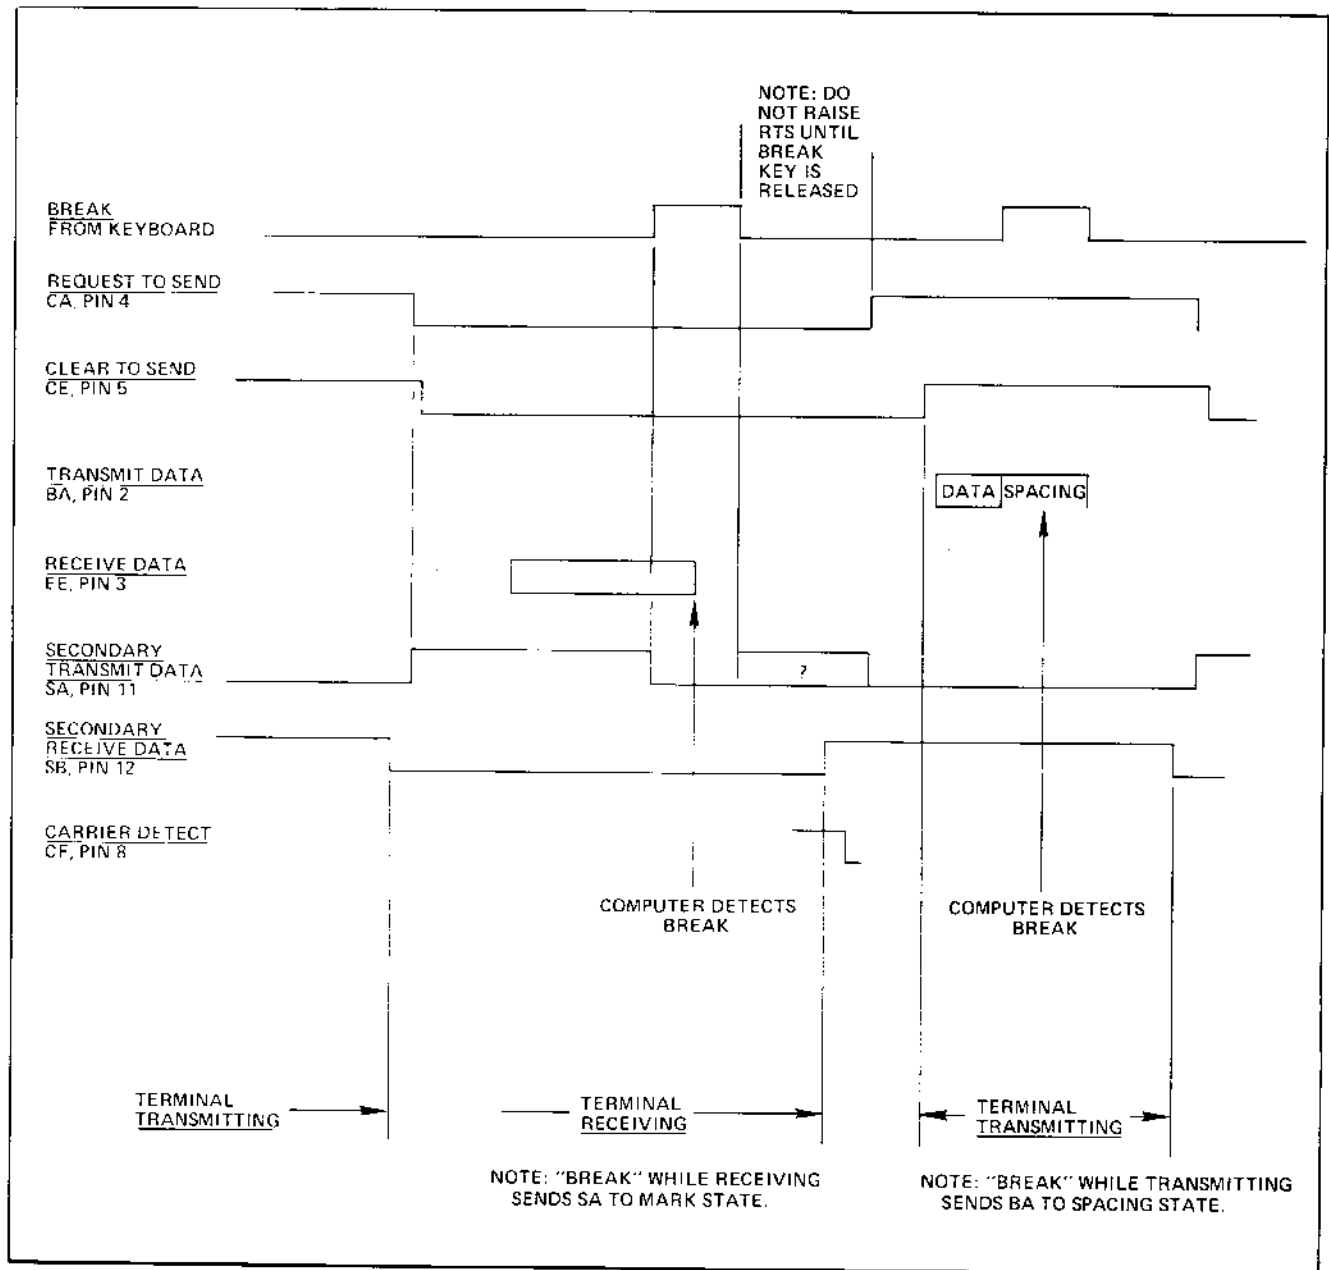 NOTE: DO
NOT RAISE
RTS UNTIL
BREAK
KEY IS
RELEASED
BREAK
FROM KEYBOARD
REQUEST TO SEND
CA, PIN 4
CLEAR TO SEND
CE, PIN 5
TRANSMIT DATA
BA, PIN 2
DATA SPACING
RECEIVE DATA
EE, PIN 3
SECONDARY
TRANSMIT DATA
SA, PIN 11
?
SECONDARY
RECEIVE DATA
SB, PIN 12
CARRIER DETECT
CF, PIN 8
COMPUTER DETECTS
BREAK
COMPUTER DETECTS
BREAK
TERMINAL
TRANSMITTING
TERMINAL
RECEIVING
TERMINAL
TRANSMITTING
NOTE: "BREAK" WHILE RECEIVING
SENDS SA TO MARK STATE.
NOTE: "BREAK" WHILE TRANSMITTING
SENDS BA TO SPACING STATE.